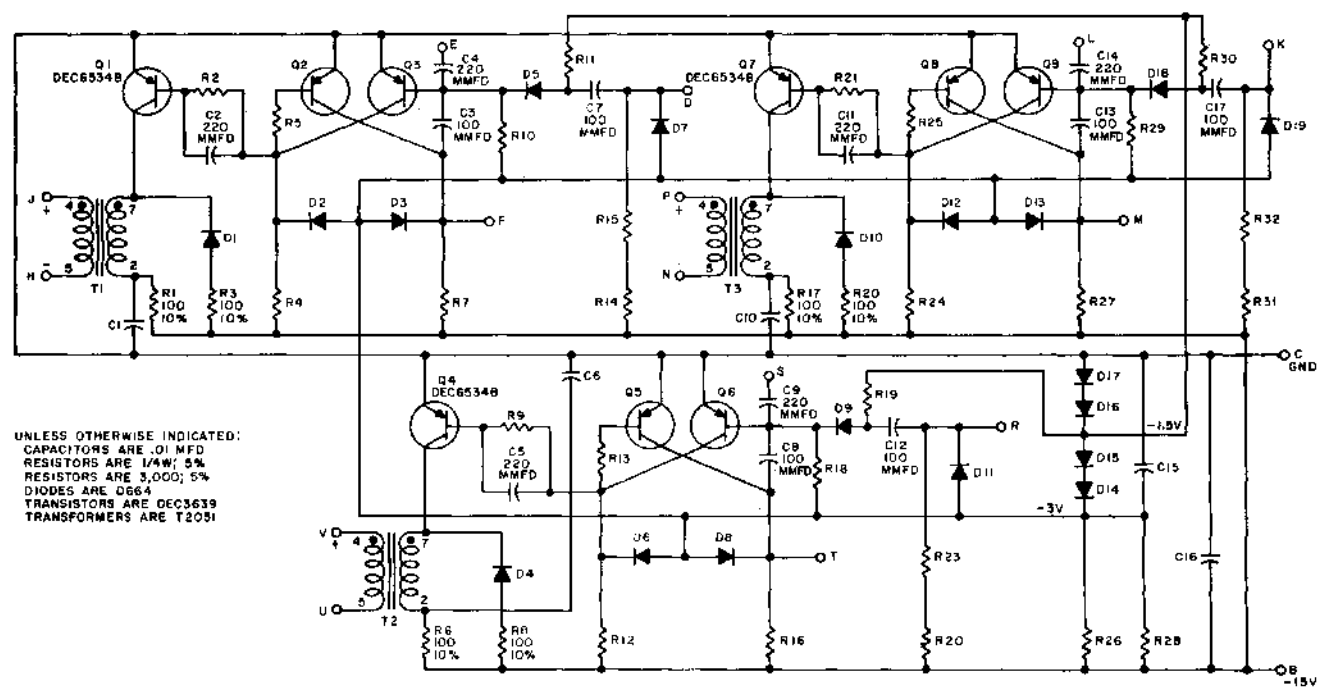 E
C4
220
MMFD
R11
L
C14
220
MMFD
R30
K
Q1
DEC6534B
R2
Q2
Q3
D5
Q7
DEC6534B
R21
Q8
Q9
D18
C17
100
MMFD
C2
220
MMFD
R5
C3
100
MMFD
R10
C7
100
MMFD
D
D7
C11
220
MMFD
R25
C13
100
MMFD
R29
D19
J
+
4
7
D2
D3
F
R15
P
+
4
7
D12
D13
M
R32
D1
D10
H
-
5
2
T1
R1
100
10%
R3
100
10%
R4
R7
R14
N
-
5
2
T3
R17
100
10%
R20
100
10%
R24
R27
R31
C1
C10
C
GND
Q4
DEC6534B
C6
Q5
Q6
S
C9
220
MMFD
D9
R19
D17
D16
R9
R
-1.5V
UNLESS OTHERWISE INDICATED:
CAPACITORS ARE .01 MFD
RESISTORS ARE 1/4W; 5%
RESISTORS ARE 3,000; 5%
DIODES ARE D664
TRANSISTORS ARE DEC3639
TRANSFORMERS ARE T2051
C5
220
MMFD
R13
C8
100
MMFD
R18
C12
100
MMFD
D11
D15
D14
C15
-3V
V
+
4
7
D6
D8
T
R23
C16
D4
U
5
2
T2
R6
100
10%
R8
100
10%
R12
R16
R20
R26
R28
B
-15V